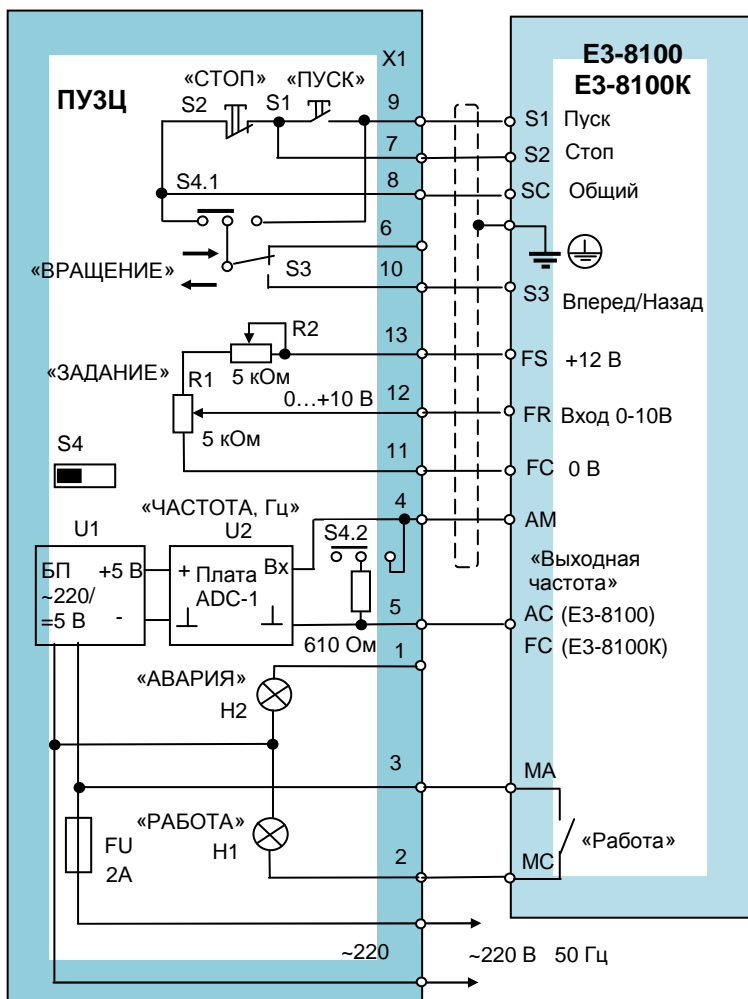 Е3-8100
Е3-8100К
ПУ3Ц
X1
«СТОП» «ПУСК»
S2 S1 9
S1 Пуск
7
S2 Стоп
S4.1 8
SC Общий
6
«ВРАЩЕНИЕ»
S3 10
S3 Вперед/Назад
R2 13
FS +12 В
«ЗАДАНИЕ»
R1 5 кОм
0...+10 В 12
FR Вход 0-10В
5 кОм
S4 11
FC 0 В
«ЧАСТОТА, Гц» 4
U1 U2 S4.2
AM
БП +5 В + Плата Вх
~220/ ADC-1
=5 В -
«Выходная
частота»
5
AC (Е3-8100)
610 Ом
FC (Е3-8100К)
1
«АВАРИЯ»
H2
3
MA
«РАБОТА»
FU H1
2А
«Работа»
2
MC
~220 ~220 В 50 Гц